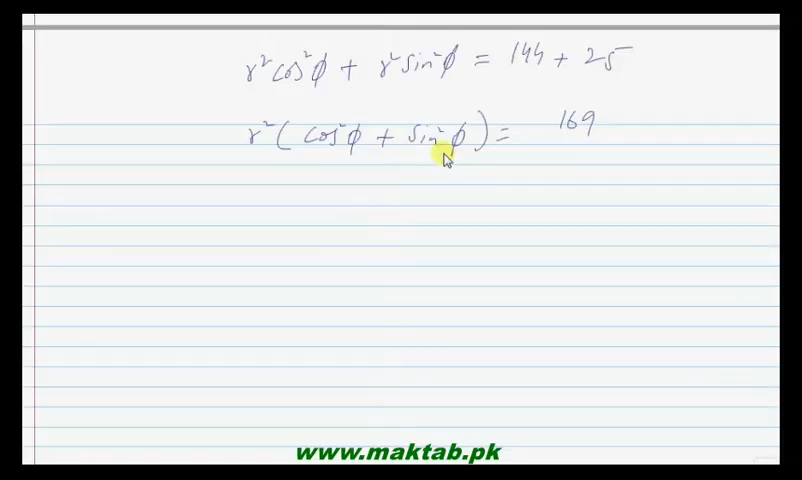 r²cos²φ + r²sin²φ = 144 + 25
r²(cos²φ + sin²φ) = 169
www.maktab.pk